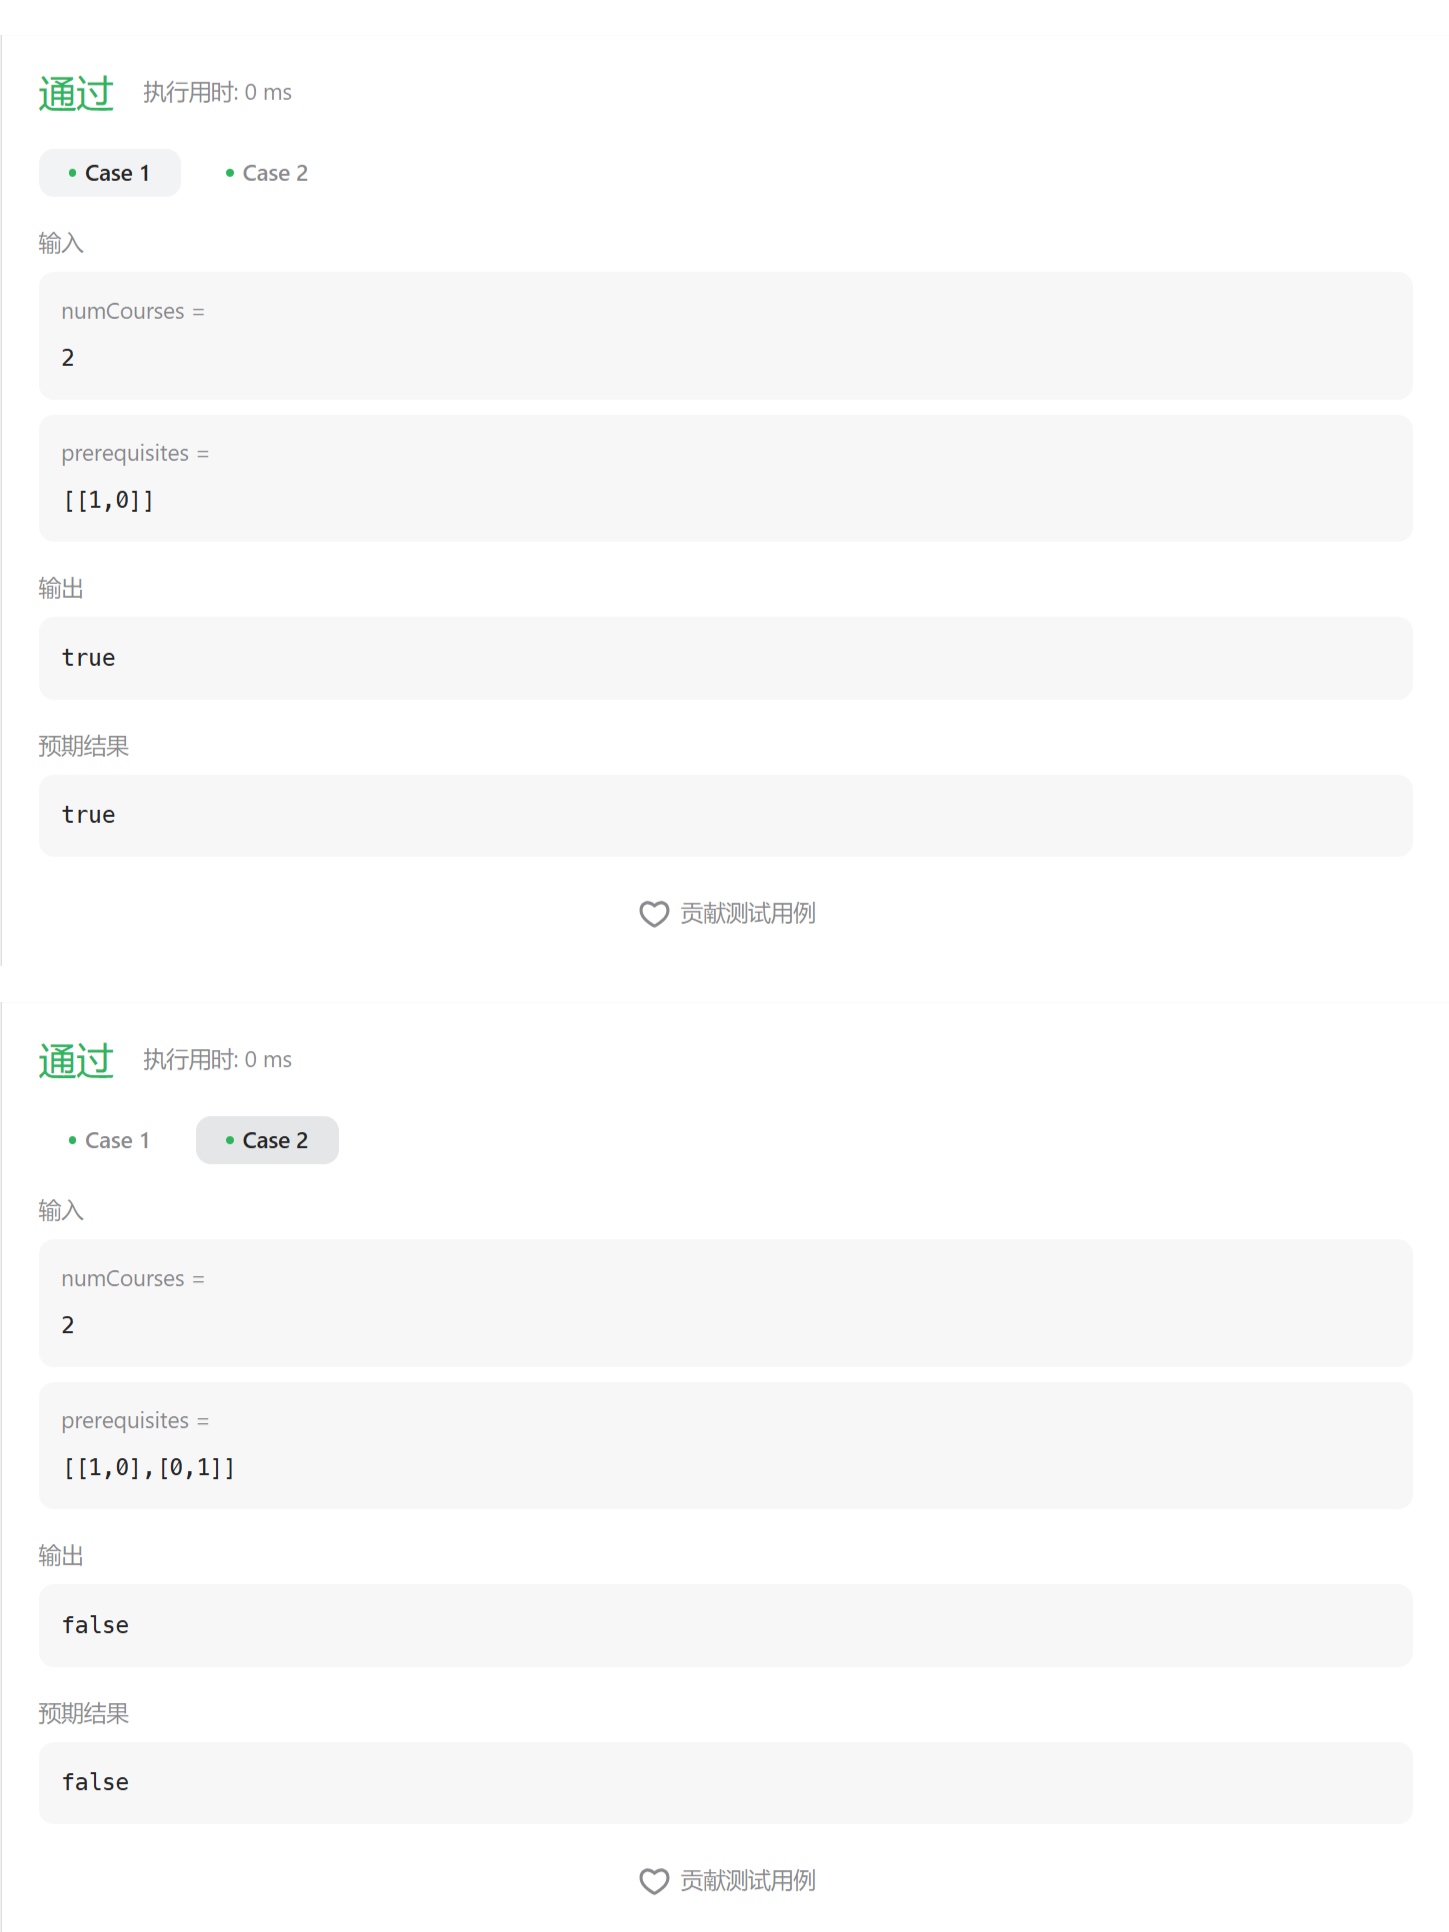 通过 执行用时: 0 ms
Case 1 Case 2
输入
numCourses =
2
prerequisites =
[[1,0]]
输出
true
预期结果
true
贡献测试用例
通过 执行用时: 0 ms
Case 1 Case 2
输入
numCourses =
2
prerequisites =
[[1,0],[0,1]]
输出
false
预期结果
false
贡献测试用例